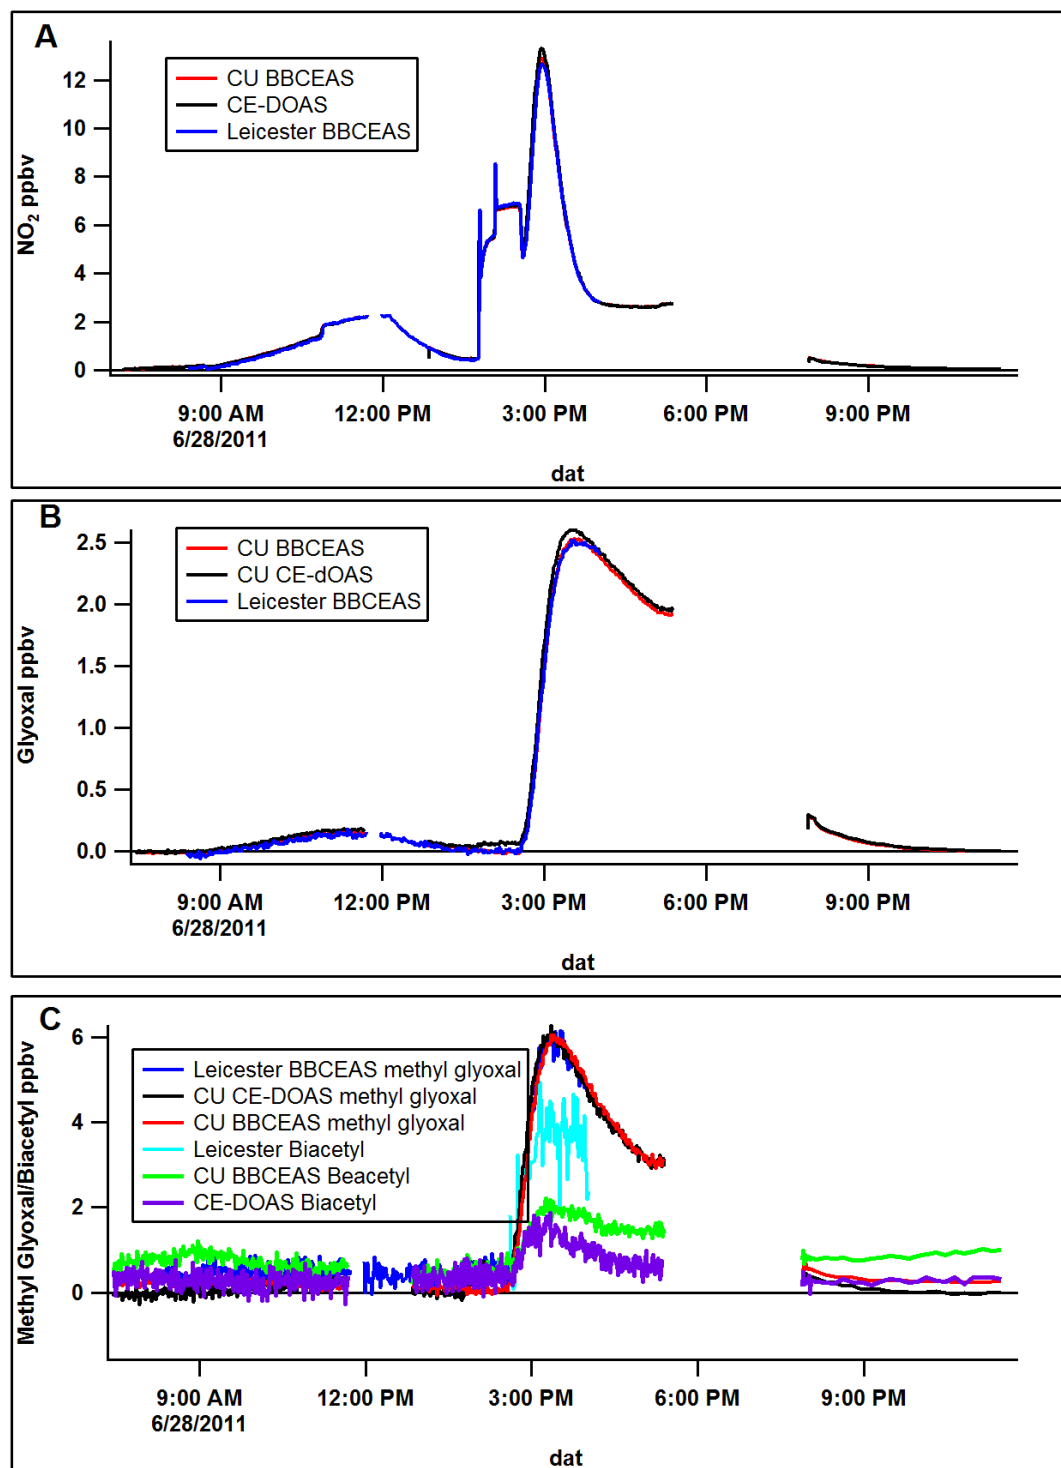 A
NO2 ppbv
12
10
8
6
4
2
0
CU BBCEAS
CE-DOAS
Leicester BBCEAS
9:00 AM 12:00 PM 3:00 PM 6:00 PM 9:00 PM
6/28/2011
dat
B
Glyoxal ppbv
2.5
2.0
1.5
1.0
0.5
0.0
CU BBCEAS
CU CE-dOAS
Leicester BBCEAS
9:00 AM 12:00 PM 3:00 PM 6:00 PM 9:00 PM
6/28/2011
dat
C
Methyl Glyoxal/Biacetyl ppbv
6
4
2
0
Leicester BBCEAS methyl glyoxal
CU CE-DOAS methyl glyoxal
CU BBCEAS methyl glyoxal
Leicester Biacetyl
CU BBCEAS Beacetyl
CE-DOAS Biacetyl
9:00 AM 12:00 PM 3:00 PM 6:00 PM 9:00 PM
6/28/2011
dat